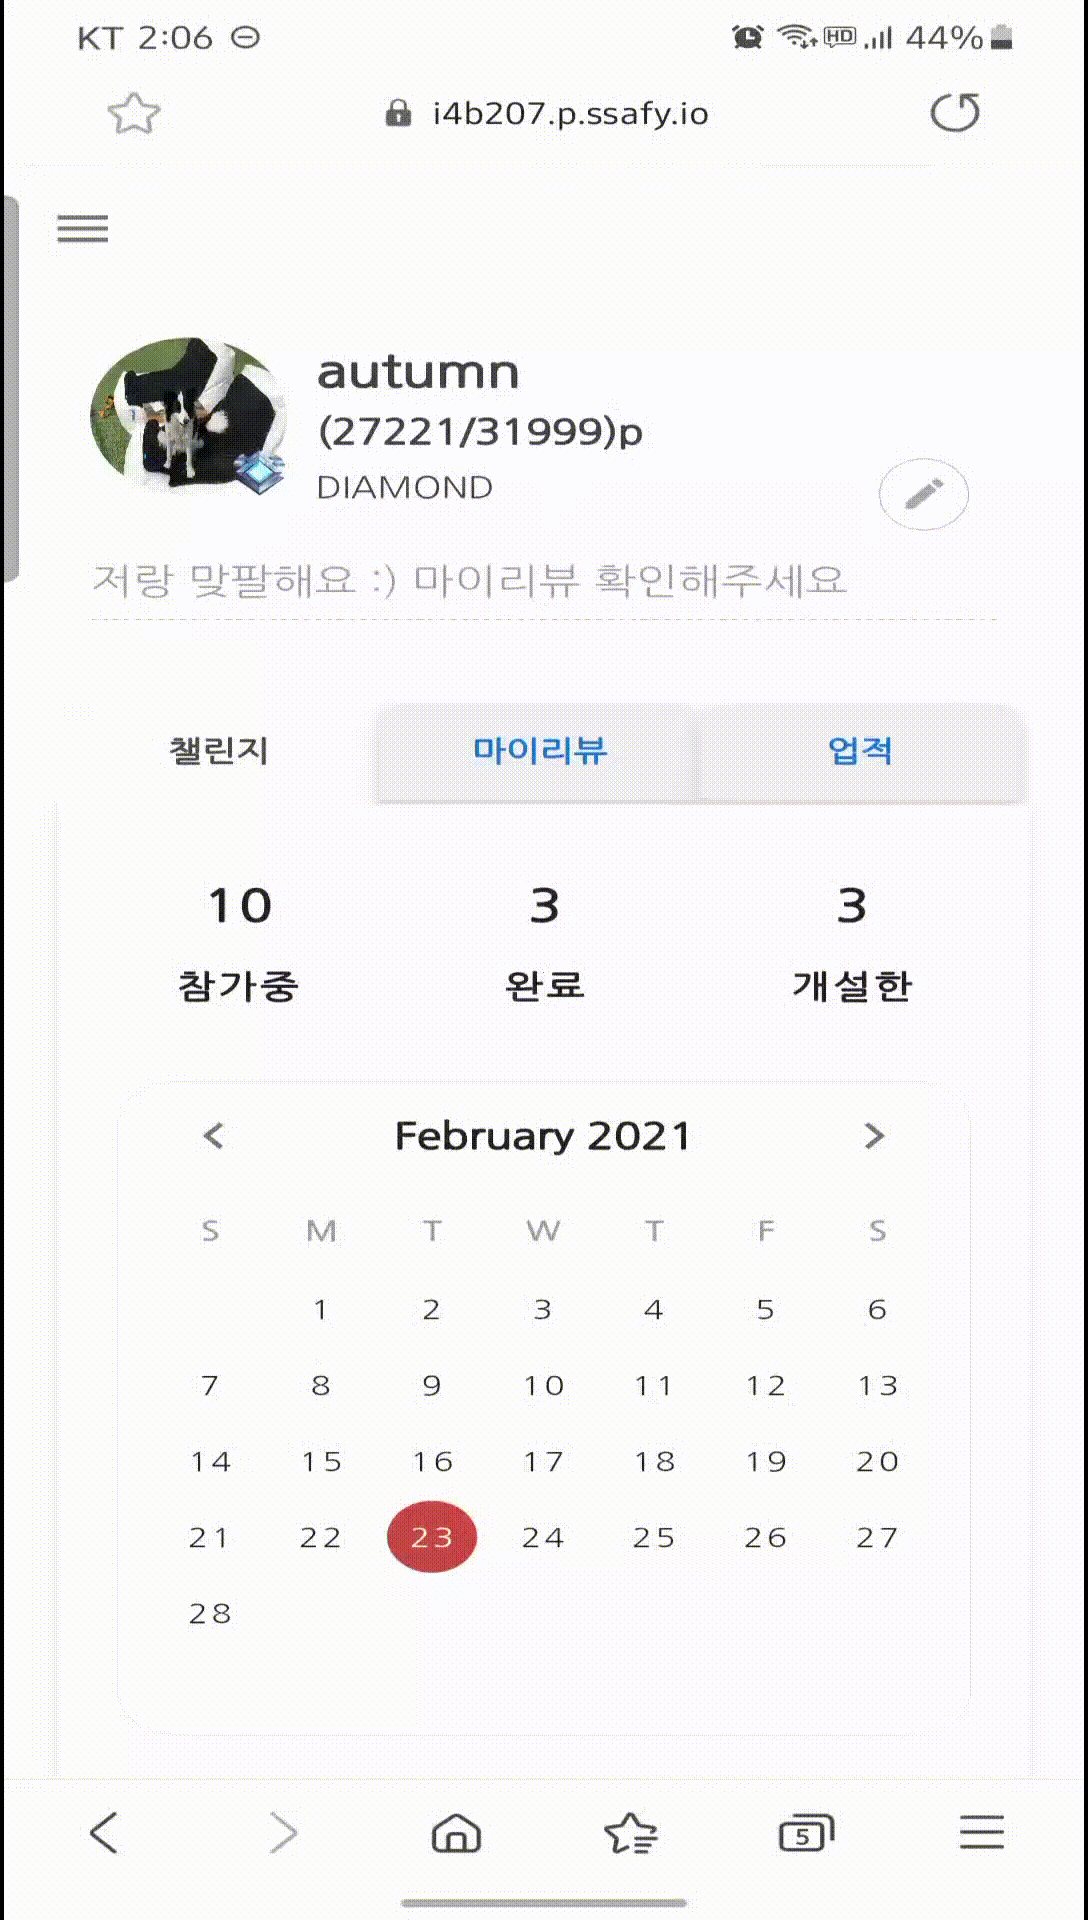 KT 2:06 HD 44%
i4b207.p.ssafy.io
autumn
(27221/31999)p
DIAMOND
저랑 맞팔해요 :) 마이리뷰 확인해주세요
챌린지 마이리뷰 업적
10 3 3
참가중 완료 개설한
< February 2021 >
S M T W T F S
1 2 3 4 5 6
7 8 9 10 11 12 13
14 15 16 17 18 19 20
21 22 23 24 25 26 27
28
5